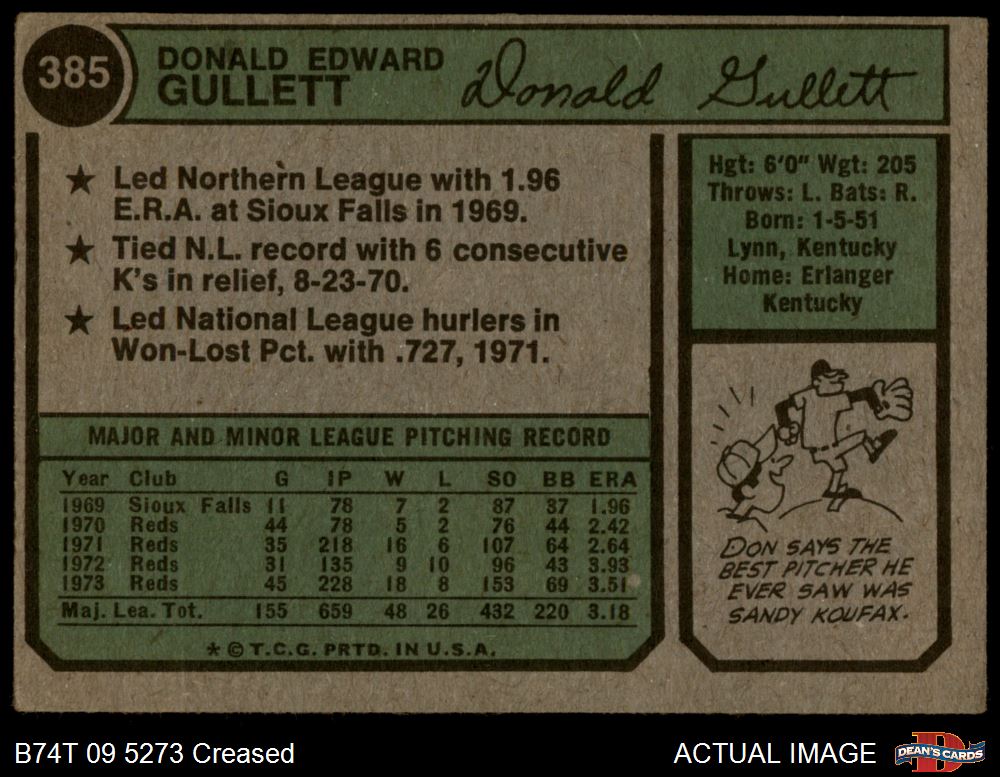 385
DONALD EDWARD
GULLETT
Donald Gullett
★ Led Northern League with 1.96
E.R.A. at Sioux Falls in 1969.
★ Tied N.L. record with 6 consecutive
K's in relief, 8-23-70.
★ Led National League hurlers in
Won-Lost Pct. with .727, 1971.
Hgt: 6'0" Wgt: 205
Throws: L. Bats: R.
Born: 1-5-51
Lynn, Kentucky
Home: Erlanger
Kentucky
MAJOR AND MINOR LEAGUE PITCHING RECORD
Year Club G IP W L SO BB ERA
1969 Sioux Falls 11 78 7 2 87 37 1.96
1970 Reds 44 78 5 2 76 44 2.42
1971 Reds 35 218 16 6 107 64 2.64
1972 Reds 31 135 9 10 96 43 3.93
1973 Reds 45 228 18 8 153 69 3.51
Maj. Lea. Tot. 155 659 48 26 432 220 3.18
* © T.C.G. PRTD. IN U.S.A.
DON SAYS THE
BEST PITCHER HE
EVER SAW WAS
SANDY KOUFAX.
B74T 09 5273 Creased
ACTUAL IMAGE
D
DEAN'S CARDS